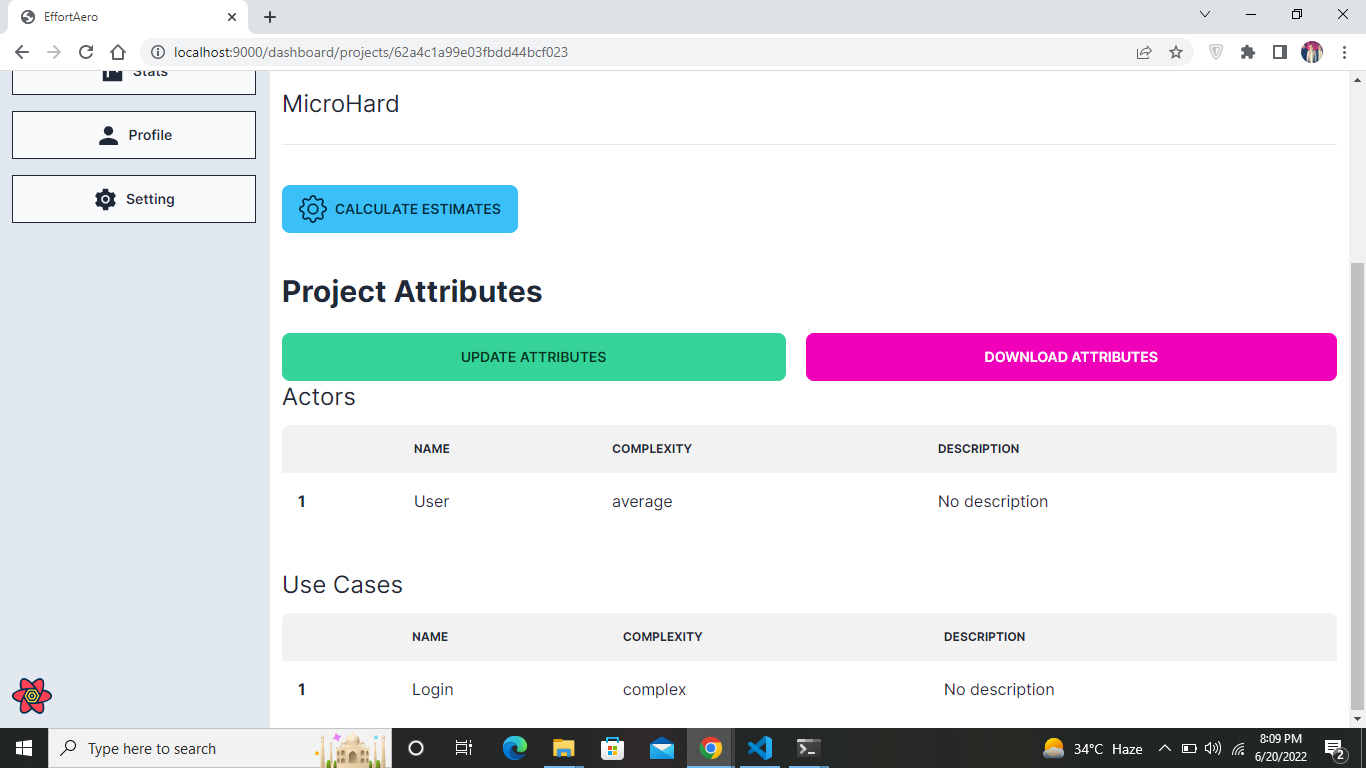 EffortAero
localhost:9000/dashboard/projects/62a4c1a99e03fbdd44bcf023
Stats
Profile
Setting
MicroHard
CALCULATE ESTIMATES
Project Attributes
UPDATE ATTRIBUTES
DOWNLOAD ATTRIBUTES
Actors
NAME COMPLEXITY DESCRIPTION
1 User average No description
Use Cases
NAME COMPLEXITY DESCRIPTION
1 Login complex No description
Type here to search
34°C Haze
8:09 PM
6/20/2022
2